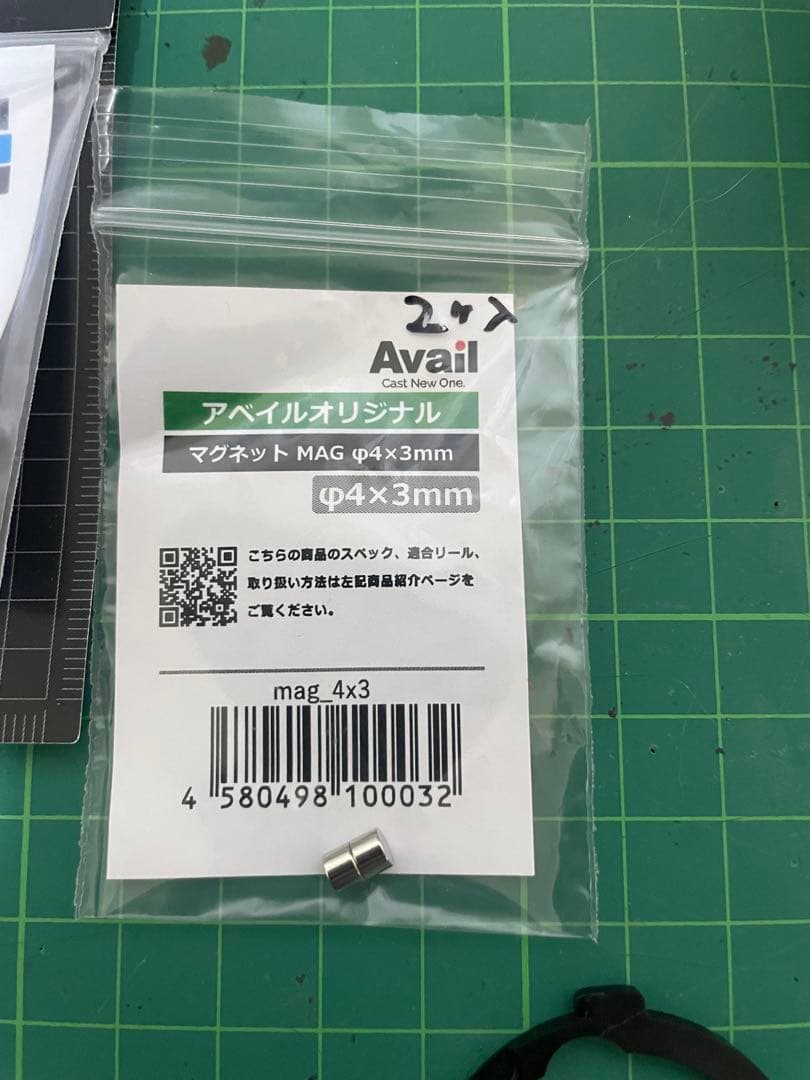 2ケ入
Avail
Cast New One.
アベイルオリジナル
マグネット MAG φ4×3mm
φ4×3mm
こちらの商品のスペック、適合リール、
取り扱い方法は左記商品紹介ページを
ご覧ください。
mag_4x3
4 580498 100032